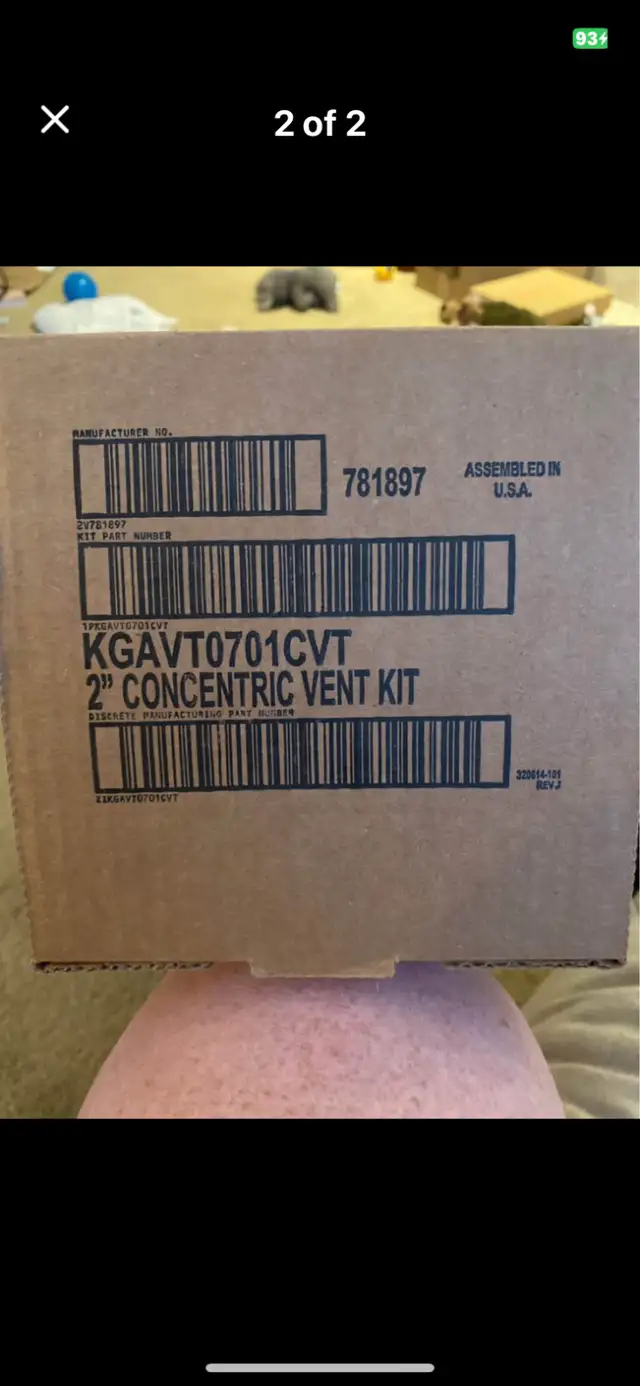 93
2 of 2
MANUFACTURER NO.
781897
ASSEMBLED IN
U.S.A.
2V781897
KIT PART NUMBER
1PKGAVT0701CVT
KGAVT0701CVT
2” CONCENTRIC VENT KIT
DISCRETE MANUFACTURING PART NUMBER
320614-101
REV J
21KGAVT0701CVT